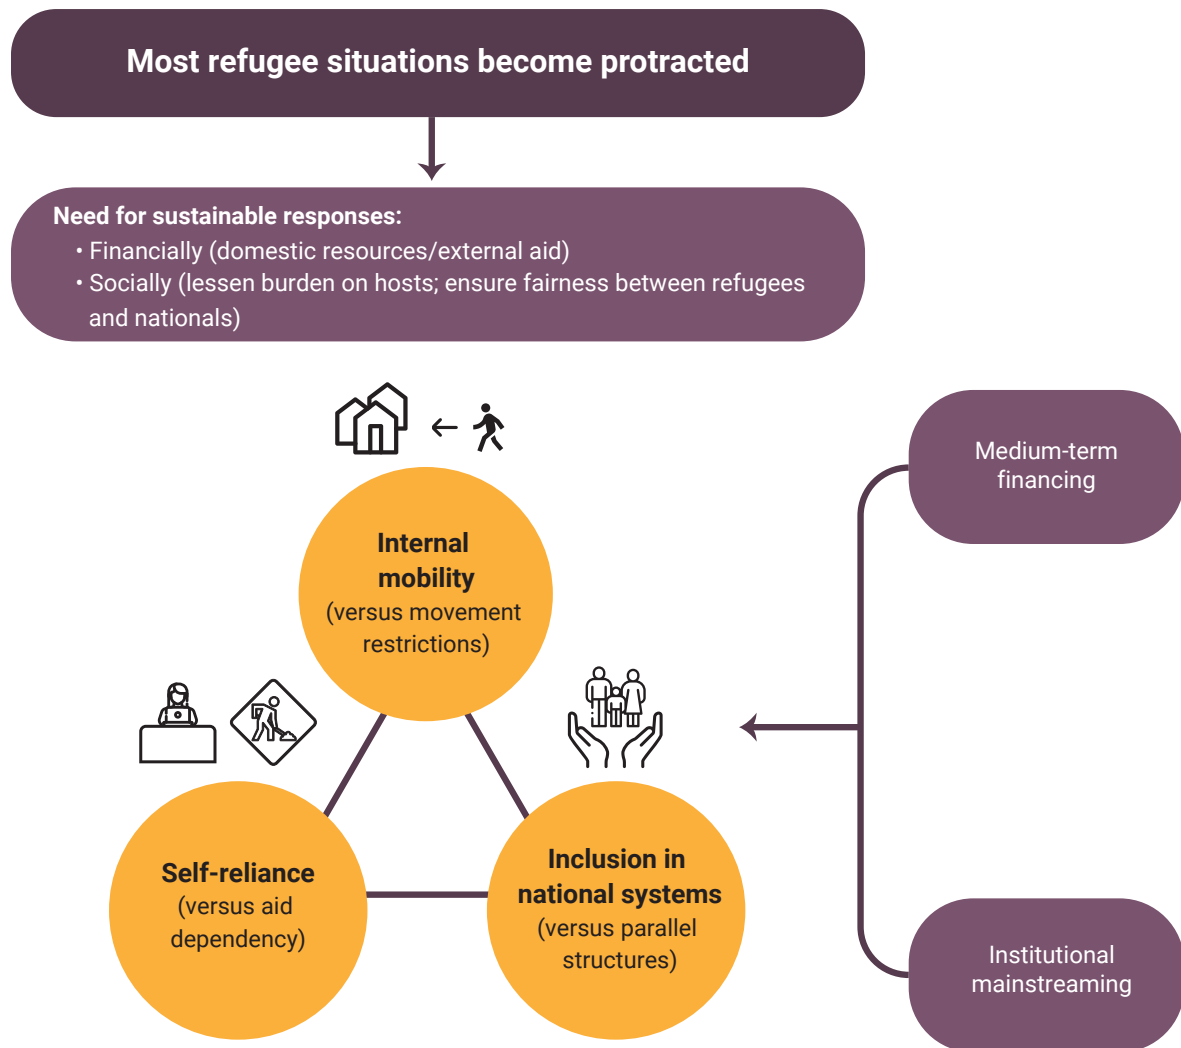 Most refugee situations become protracted
Need for sustainable responses:
• Financially (domestic resources/external aid)
• Socially (lessen burden on hosts; ensure fairness between refugees
and nationals)
Internal
mobility
(versus movement
restrictions)
Self-reliance
(versus aid
dependency)
Inclusion in
national systems
(versus parallel
structures)
Medium-term
financing
Institutional
mainstreaming